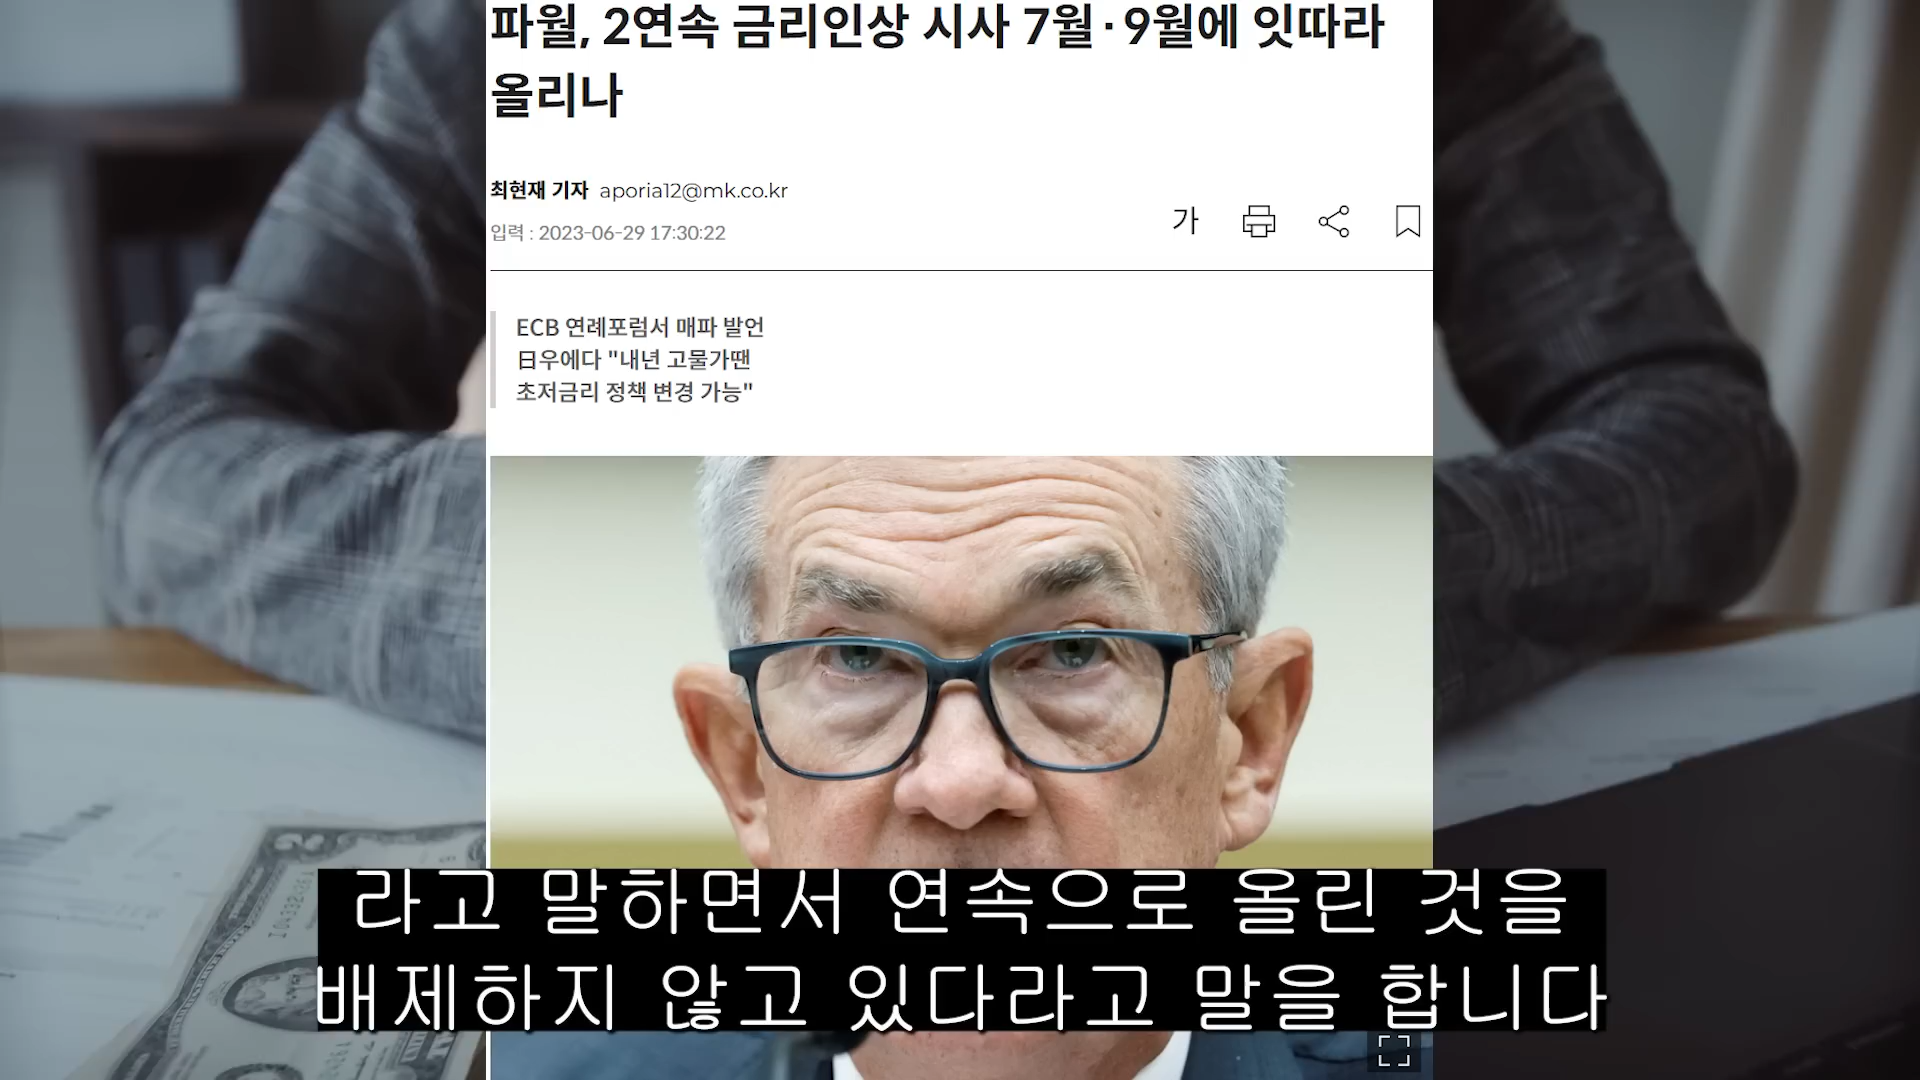 파월, 2연속 금리인상 시사 7월·9월에 잇따라
올리나
최현재 기자 aporia12@mk.co.kr
입력 : 2023-06-29 17:30:22
가
ECB 연례포럼서 매파 발언
日우에다 "내년 고물가땐
초저금리 정책 변경 가능"
라고 말하면서 연속으로 올린 것을
배제하지 않고 있다라고 말을 합니다